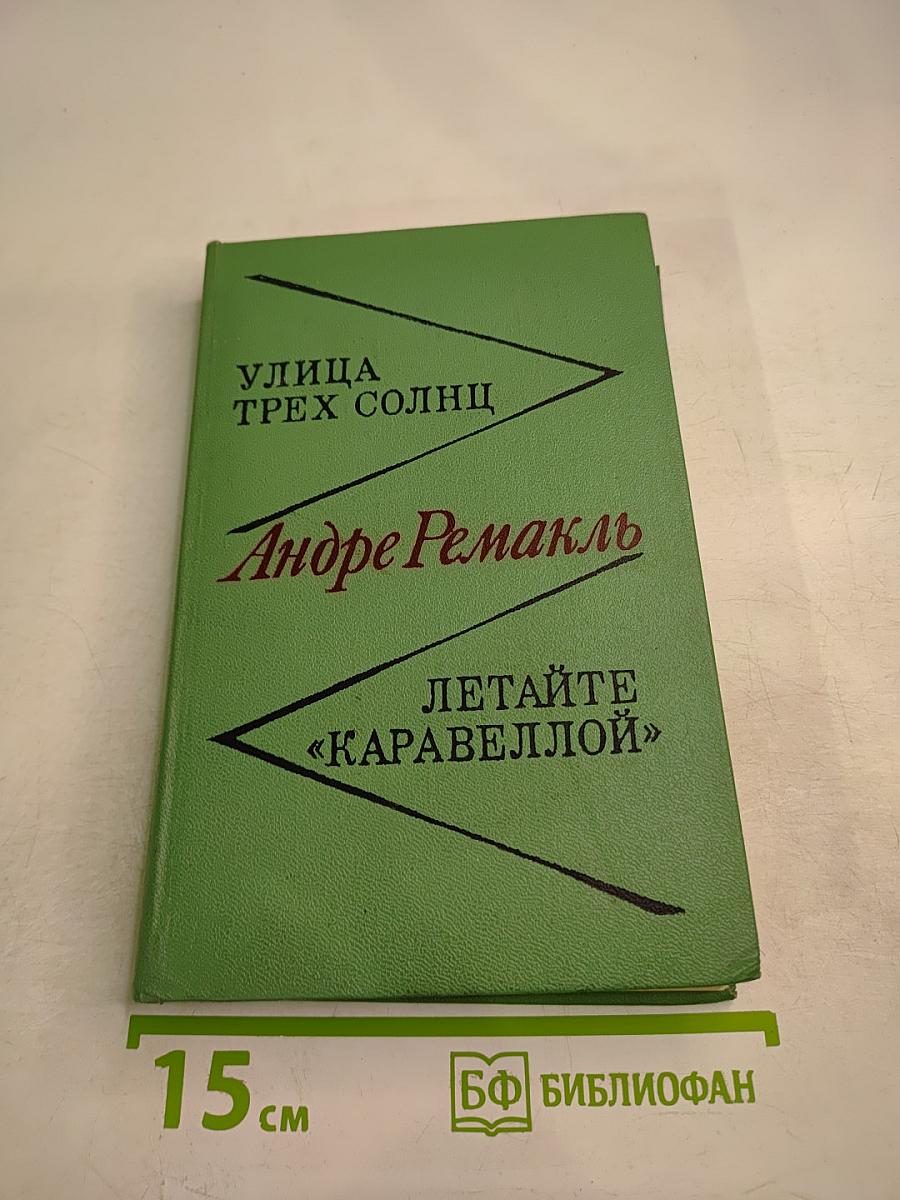 УЛИЦА
ТРЕХ СОЛНЦ
Андре Ремакль
ЛЕТАЙТЕ
«КАРАВЕЛЛОЙ»
15 см
БФ БИБЛИОФАН